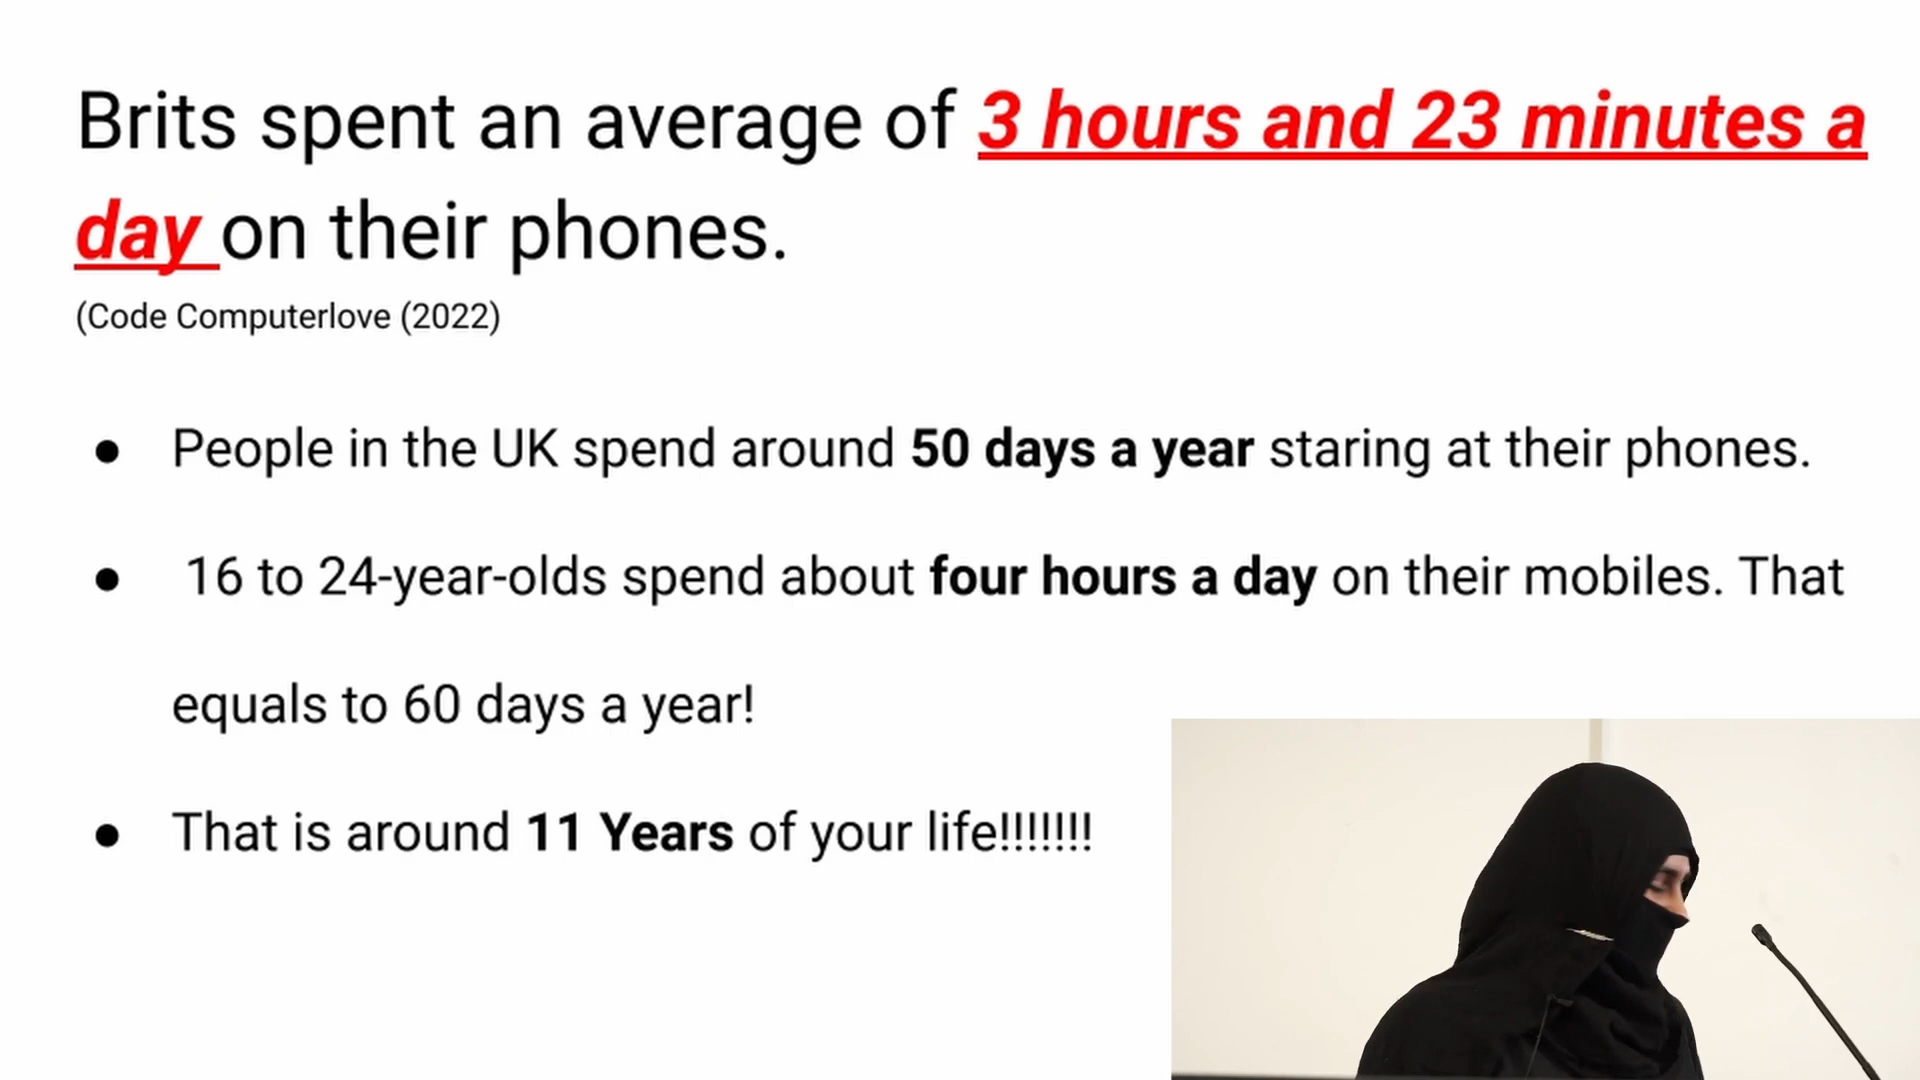 Brits spent an average of 3 hours and 23 minutes a
day on their phones.
(Code Computerlove (2022)
● People in the UK spend around 50 days a year staring at their phones.
● 16 to 24-year-olds spend about four hours a day on their mobiles. That
equals to 60 days a year!
● That is around 11 Years of your life!!!!!!!